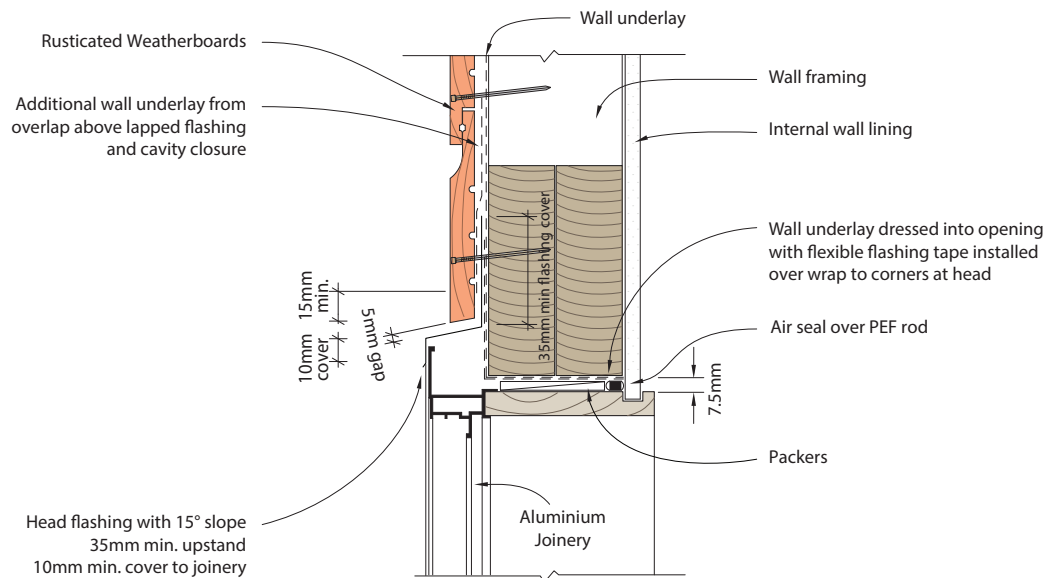 Wall underlay
Rusticated Weatherboards
Wall framing
Additional wall underlay from
overlap above lapped flashing
and cavity closure
Internal wall lining
35mm min flashing cover
Wall underlay dressed into opening
with flexible flashing tape installed
over wrap to corners at head
15mm
min.
5mm gap
10mm
cover
Air seal over PEF rod
7.5mm
Packers
Head flashing with 15° slope
35mm min. upstand
10mm min. cover to joinery
Aluminium
Joinery